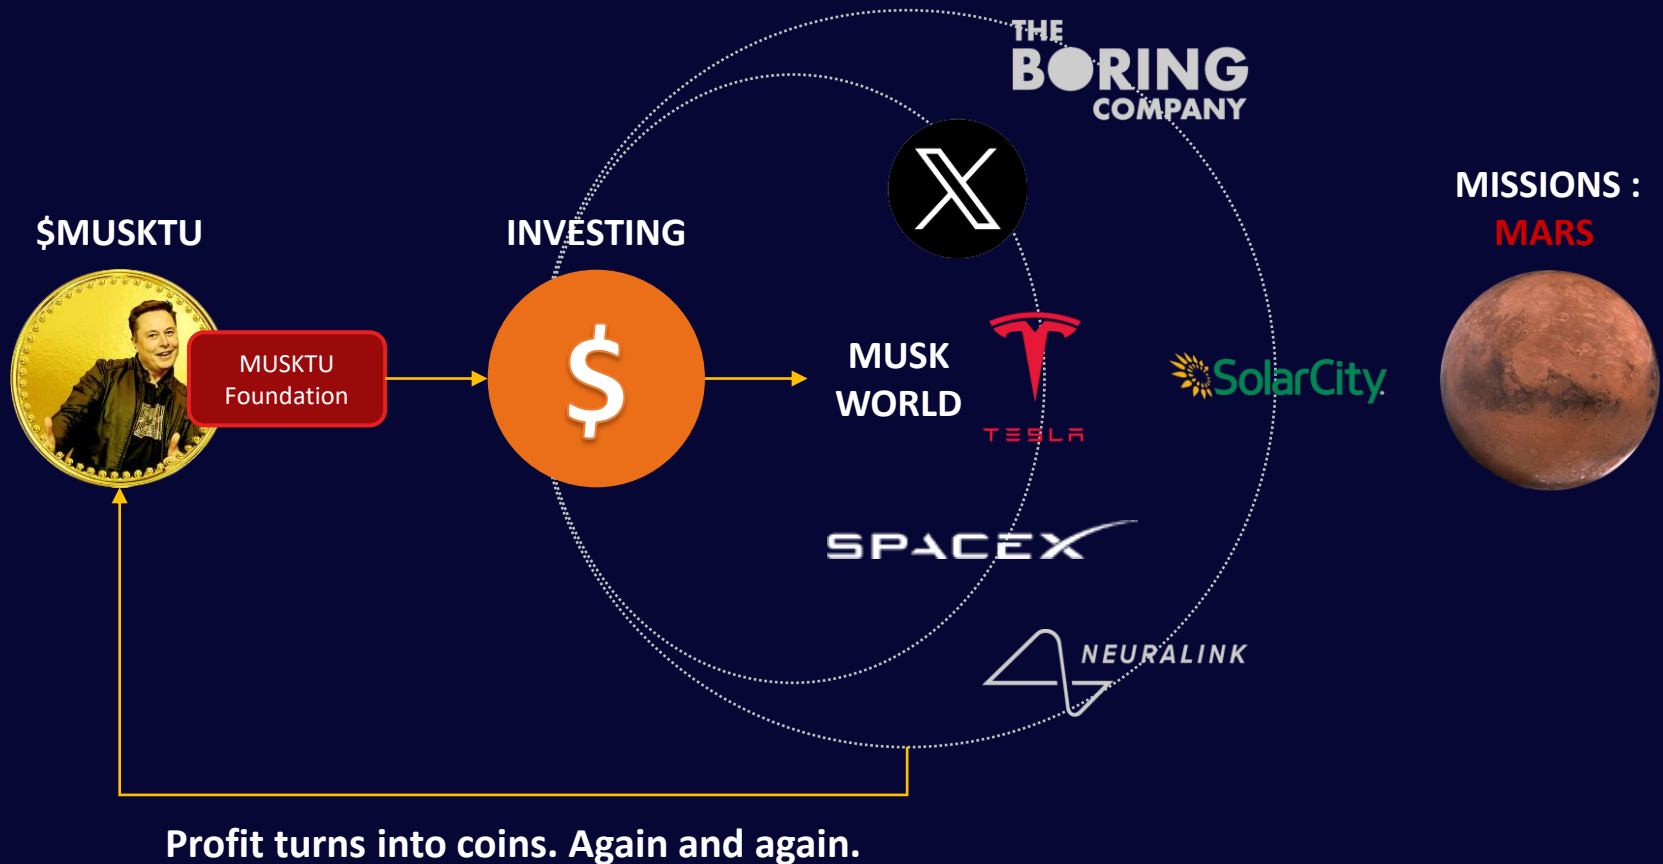 THE
BORING
COMPANY
X
MISSIONS :
MARS
$MUSKTU
INVESTING
$
MUSKTU
Foundation
MUSK
WORLD
TESLA
SolarCity
SPACEX
NEURALINK
Profit turns into coins. Again and again.